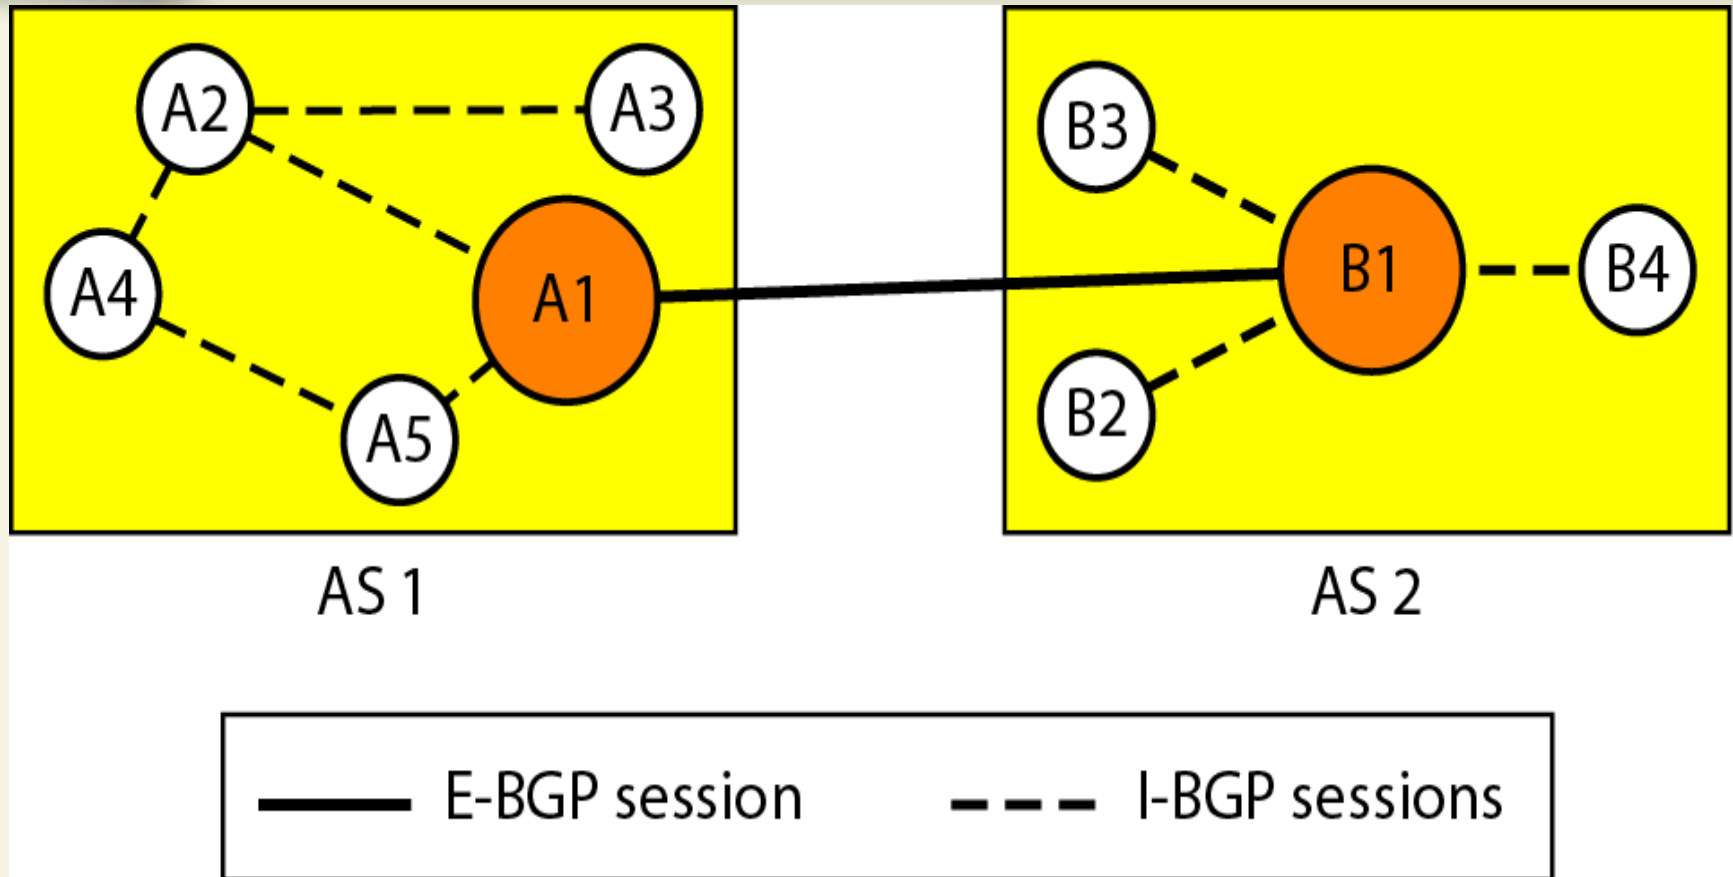 A2
A3
A4
A1
A5
B3
B1
B4
B2
AS 1
AS 2
E-BGP session
I-BGP sessions